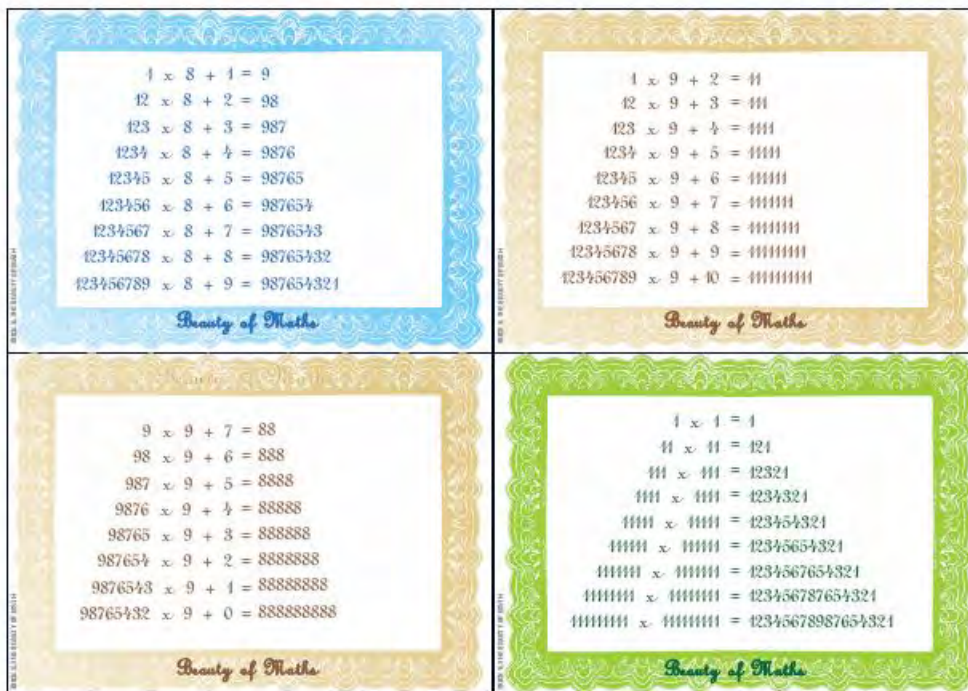 1 x 8 + 1 = 9
12 x 8 + 2 = 98
123 x 8 + 3 = 987
1234 x 8 + 4 = 9876
12345 x 8 + 5 = 98765
123456 x 8 + 6 = 987654
1234567 x 8 + 7 = 9876543
12345678 x 8 + 8 = 98765432
123456789 x 8 + 9 = 987654321
Beauty of Maths
1 x 9 + 2 = 11
12 x 9 + 3 = 111
123 x 9 + 4 = 1111
1234 x 9 + 5 = 11111
12345 x 9 + 6 = 111111
123456 x 9 + 7 = 1111111
1234567 x 9 + 8 = 11111111
12345678 x 9 + 9 = 111111111
123456789 x 9 + 10 = 1111111111
Beauty of Maths
9 x 9 + 7 = 88
98 x 9 + 6 = 888
987 x 9 + 5 = 8888
9876 x 9 + 4 = 88888
98765 x 9 + 3 = 888888
987654 x 9 + 2 = 8888888
9876543 x 9 + 1 = 88888888
98765432 x 9 + 0 = 888888888
Beauty of Maths
1 x 1 = 1
11 x 11 = 121
111 x 111 = 12321
1111 x 1111 = 1234321
11111 x 11111 = 123454321
111111 x 111111 = 12345654321
1111111 x 1111111 = 1234567654321
11111111 x 11111111 = 123456787654321
111111111 x 111111111 = 12345678987654321
Beauty of Maths